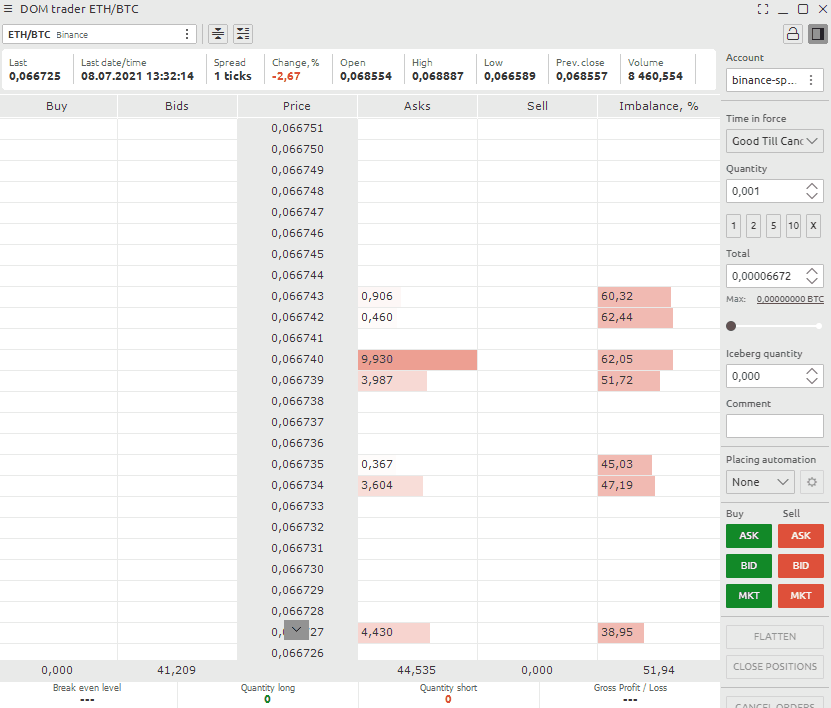 DOM trader ETH/BTC
ETH/BTC Binance
Last Last date/time Spread Change, % Open High Low Prev. close Volume
0,066725 08.07.2021 13:32:14 1 ticks -2,67 0,068554 0,068887 0,066589 0,068557 8 460,554
Buy Bids Price Asks Sell Imbalance, %
0,066751
0,066750
0,066749
0,066748
0,066747
0,066746
0,066745
0,066744
0,066743 0,906 60,32
0,066742 0,460 62,44
0,066741
0,066740 9,930 62,05
0,066739 3,987 51,72
0,066738
0,066737
0,066736
0,066735 0,367 45,03
0,066734 3,604 47,19
0,066733
0,066732
0,066731
0,066730
0,066729
0,066728
0, 27 4,430 38,95
0,066726
0,000 41,209 44,535 0,000 51,94
Break even level Quantity long Quantity short Gross Profit / Loss
--- 0 0 ---
Account
binance-sp...
Time in force
Good Till Canc
Quantity
0,001
1 2 5 10 X
Total
0,00006672
Max: 0,00000000 BTC
Iceberg quantity
0,000
Comment
Placing automation
None
Buy Sell
ASK ASK
BID BID
MKT MKT
FLATTEN
CLOSE POSITIONS
CANCEL ORDERS